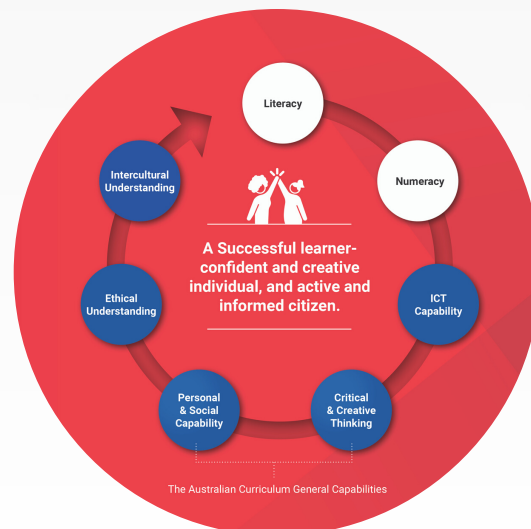 Literacy
Numeracy
ICT
Capability
Critical
& Creative
Thinking
Personal
& Social
Capability
Ethical
Understanding
Intercultural
Understanding
A Successful learner-
confident and creative
individual, and active and
informed citizen.
The Australian Curriculum General Capabilities